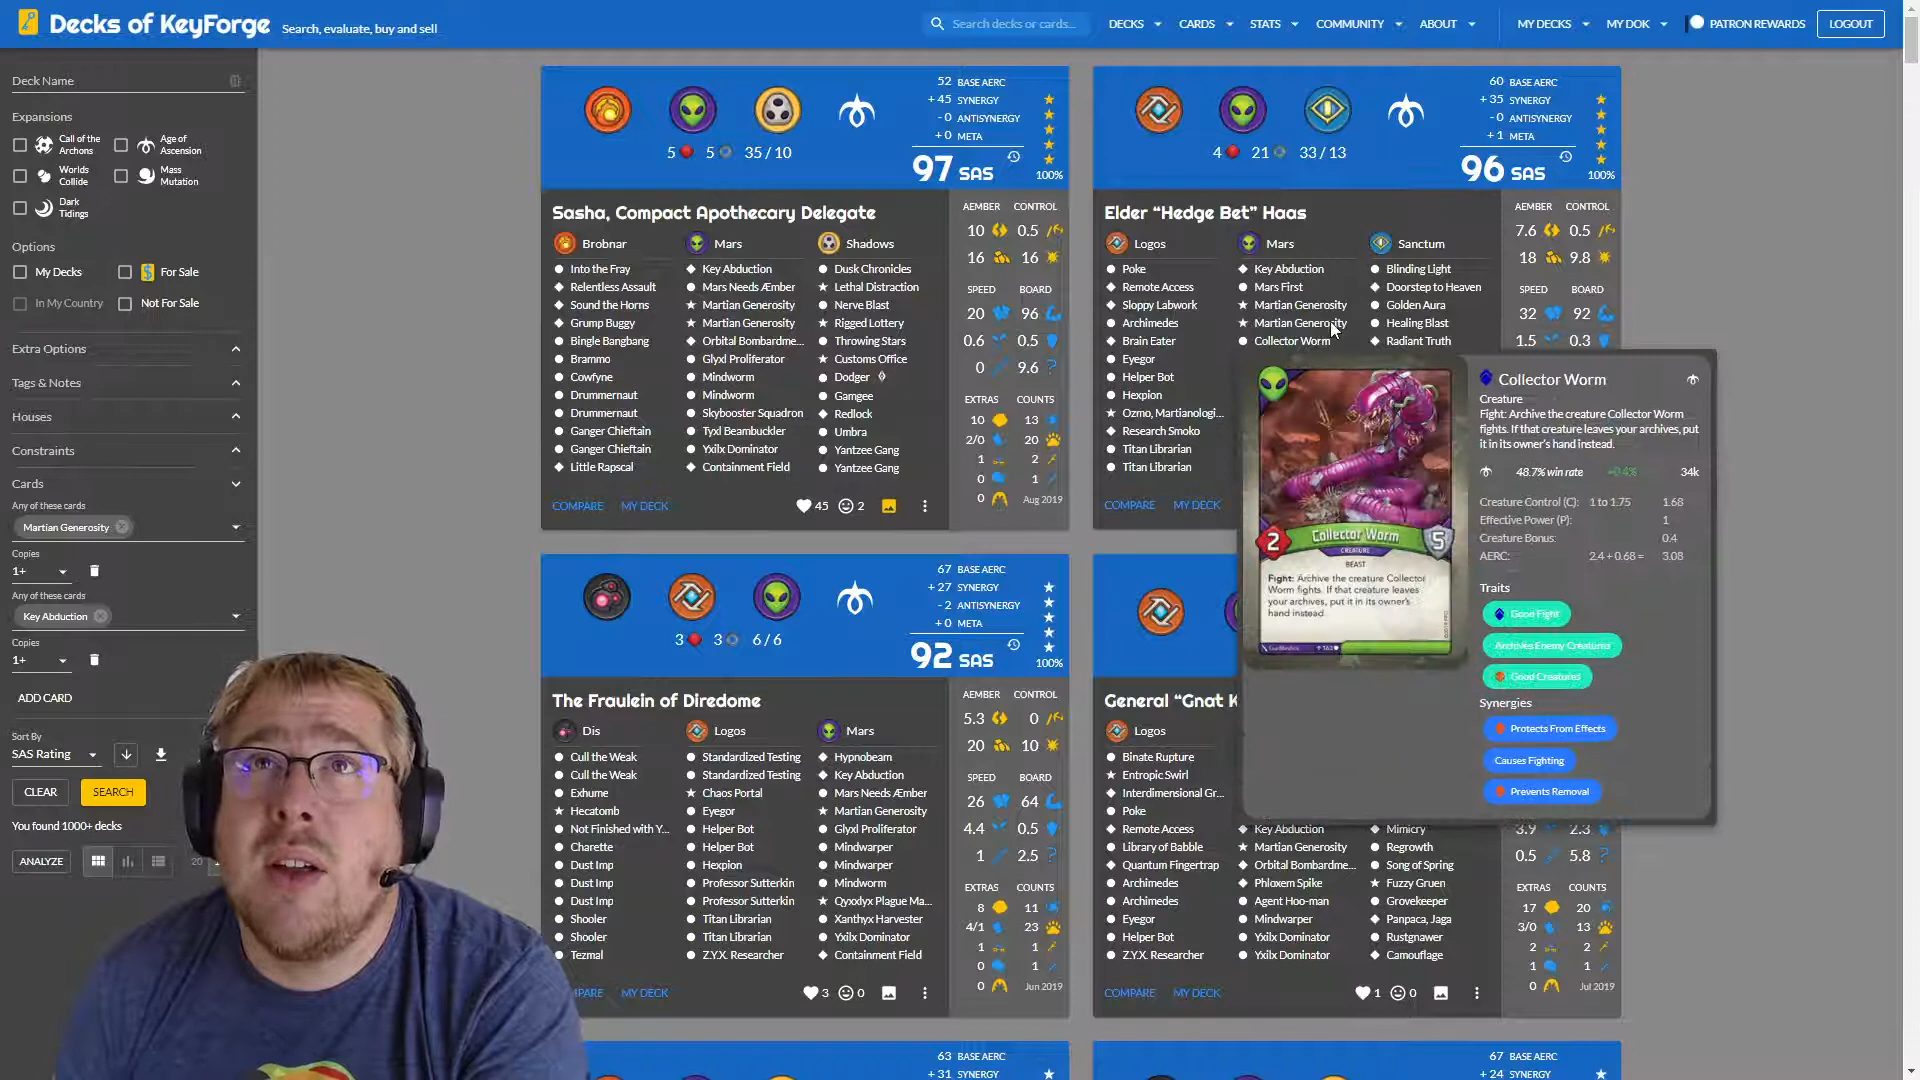 Decks of KeyForge
Search, evaluate, buy and sell
Search decks or cards...
DECKS
CARDS
STATS
COMMUNITY
ABOUT
MY DECKS
MY DOK
PATRON REWARDS
LOGOUT
Deck Name
Expansions
Call of the Archons
Age of Ascension
Worlds Collide
Mass Mutation
Dark Tidings
Options
My Decks
For Sale
In My Country
Not For Sale
Extra Options
Tags & Notes
Houses
Constraints
Cards
Any of these cards
Martian Generosity
Copies
1+
Any of these cards
Key Abduction
Copies
1+
ADD CARD
Sort By
SAS Rating
CLEAR
SEARCH
You found 1000+ decks
ANALYZE
20
5
5
35 / 10
52 BASE AERC
+ 45 SYNERGY
- 0 ANTISYNERGY
+ 0 META
97 SAS
100%
Sasha, Compact Apothecary Delegate
Brobnar
Into the Fray
Relentless Assault
Sound the Horns
Grump Buggy
Bingle Bangbang
Brammo
Cowfyne
Drummernaut
Drummernaut
Ganger Chieftain
Ganger Chieftain
Little Rapscal
Mars
Key Abduction
Mars Needs Æmber
Martian Generosity
Martian Generosity
Orbital Bombardme...
Glyxl Proliferator
Mindworm
Mindworm
Skybooster Squadron
Tyxl Beambuckler
Yxilx Dominator
Containment Field
Shadows
Dusk Chronicles
Lethal Distraction
Nerve Blast
Rigged Lottery
Throwing Stars
Customs Office
Dodger
Gamgee
Redlock
Umbra
Yantzee Gang
Yantzee Gang
AEMBER CONTROL
10 0.5
16 16
SPEED BOARD
20 96
0.6 0.5
0 9.6
EXTRAS COUNTS
10 13
2/0 20
1 2
0 1
0 Aug 2019
COMPARE
MY DECK
45
2
4
21
33 / 13
60 BASE AERC
+ 35 SYNERGY
- 0 ANTISYNERGY
+ 1 META
96 SAS
100%
Elder “Hedge Bet” Haas
Logos
Poke
Remote Access
Sloppy Labwork
Archimedes
Brain Eater
Eyegor
Helper Bot
Hexpion
Ozmo, Martianologi...
Research Smoko
Titan Librarian
Titan Librarian
Mars
Key Abduction
Mars First
Martian Generosity
Martian Generosity
Collector Worm
Sanctum
Blinding Light
Doorstep to Heaven
Golden Aura
Healing Blast
Radiant Truth
AEMBER CONTROL
7.6 0.5
18 9.8
SPEED BOARD
32 92
1.5 0.3
COMPARE
MY DECK
Collector Worm
CREATURE
2
5
BEAST
Fight: Archive the creature Collector
Worm fights. If that creature leaves
your archives, put it in its owner's
hand instead.
Collector Worm
Creature
Fight: Archive the creature Collector Worm
fights. If that creature leaves your archives, put
it in its owner's hand instead.
48.7% win rate
+0.4%
34k
Creature Control (C): 1 to 1.75 1.68
Effective Power (P): 1
Creature Bonus: 0.4
AERC: 2.4 + 0.68 = 3.08
Traits
Good Fight
Archives Enemy Creatures
Good Creatures
Synergies
Protects From Effects
Causes Fighting
Prevents Removal
3
3
6 / 6
67 BASE AERC
+ 27 SYNERGY
- 2 ANTISYNERGY
+ 0 META
92 SAS
100%
The Fraulein of Diredome
Dis
Cull the Weak
Cull the Weak
Exhume
Hecatomb
Not Finished with Y...
Charette
Dust Imp
Dust Imp
Dust Imp
Shooler
Shooler
Tezmal
Logos
Standardized Testing
Standardized Testing
Chaos Portal
Eyegor
Helper Bot
Helper Bot
Hexpion
Professor Sutterkin
Professor Sutterkin
Titan Librarian
Titan Librarian
Z.Y.X. Researcher
Mars
Hypnobeam
Key Abduction
Mars Needs Æmber
Martian Generosity
Glyxl Proliferator
Mindwarper
Mindwarper
Mindworm
Qyxxlyx Plague Ma...
Xanthyx Harvester
Yxilx Dominator
Containment Field
AEMBER CONTROL
5.3 0
20 10
SPEED BOARD
26 64
4.4 0.5
1 2.5
EXTRAS COUNTS
8 11
4/1 23
1 1
0 1
0 Jun 2019
PARE
MY DECK
3
0
General “Gnat K
Logos
Binate Rupture
Entropic Swirl
Interdimensional Gr...
Poke
Remote Access
Library of Babble
Quantum Fingertrap
Archimedes
Archimedes
Eyegor
Helper Bot
Z.Y.X. Researcher
Key Abduction
Martian Generosity
Orbital Bombardme...
Phloxem Spike
Agent Hoo-man
Mindwarper
Yxilx Dominator
Yxilx Dominator
Mimicry
Regrowth
Song of Spring
Fuzzy Gruen
Grovekeeper
Panpaca, Jaga
Rustgnawer
Camouflage
3.9 2.3
0.5 5.8
EXTRAS COUNTS
17 20
3/0 13
2 2
1 1
0 Jul 2019
COMPARE
MY DECK
1
0
63 BASE AERC
+ 31 SYNERGY
67 BASE AERC
+ 24 SYNERGY